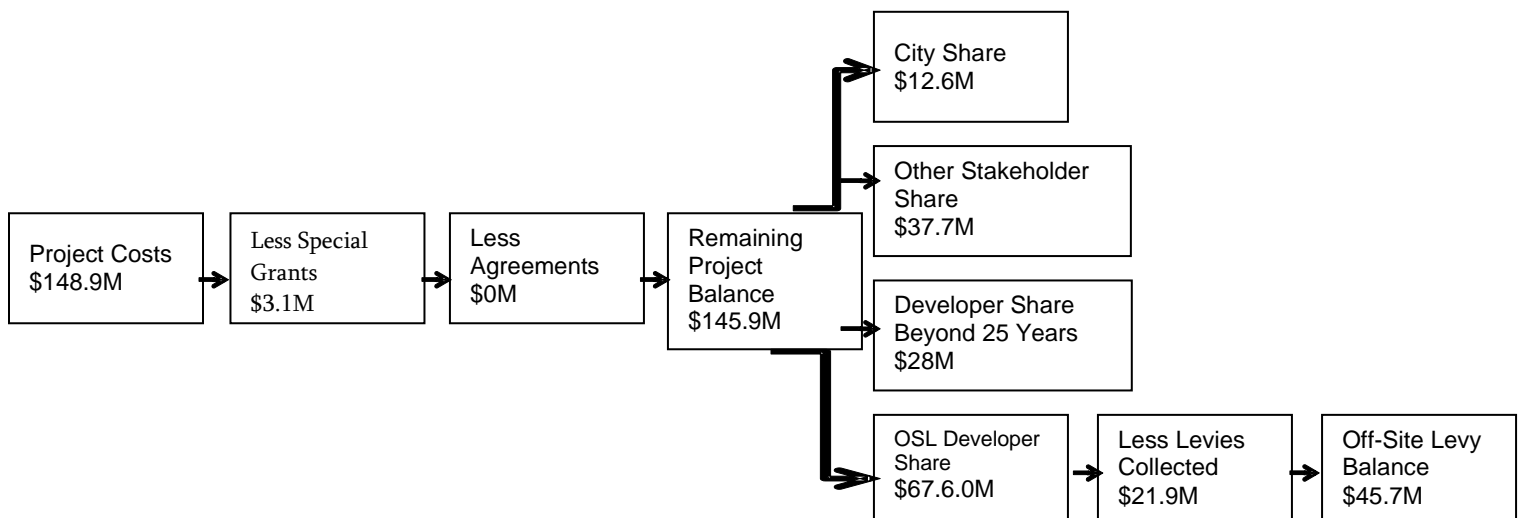 Project Costs
$148.9M
Less Special
Grants
$3.1M
Less
Agreements
$0M
Remaining
Project
Balance
$145.9M
City Share
$12.6M
Other Stakeholder
Share
$37.7M
Developer Share
Beyond 25 Years
$28M
OSL Developer
Share
$67.6.0M
Less Levies
Collected
$21.9M
Off-Site Levy
Balance
$45.7M